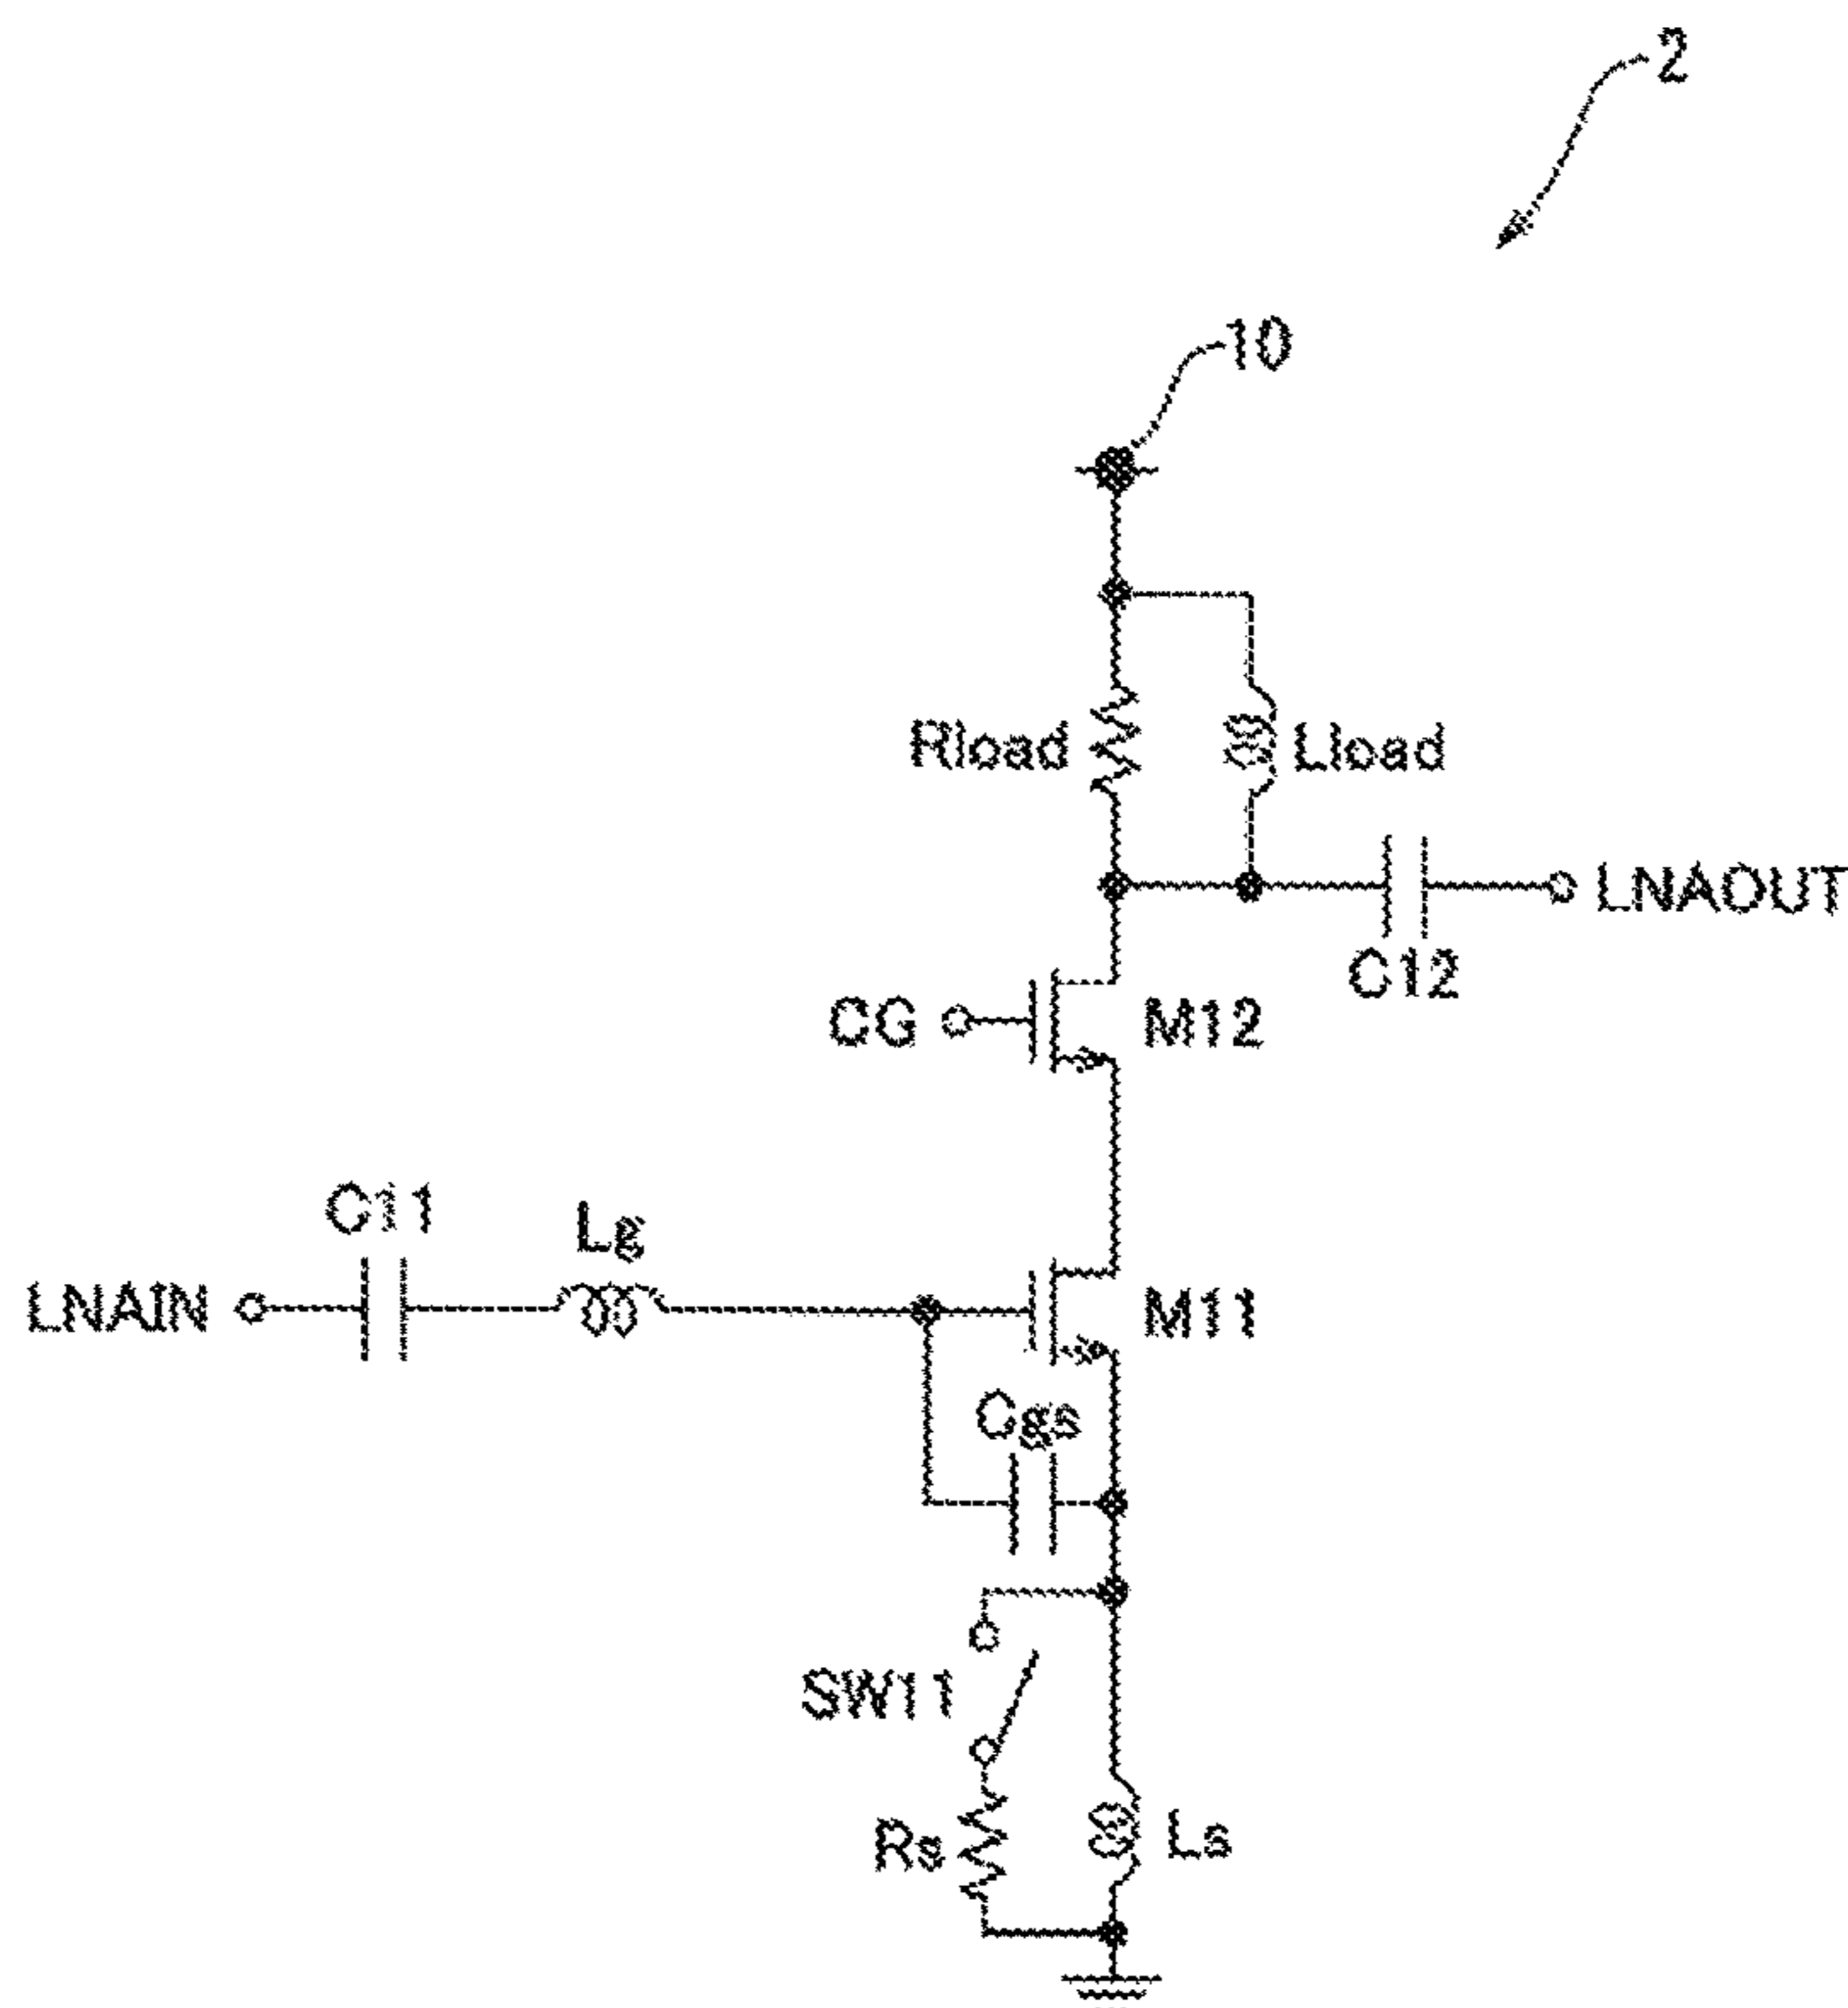 2
10
Rload
Lload
LNAOUT
C12
CG
M12
C11
Lg
LNAIN
M11
Cgs
SW11
Rs
Ls